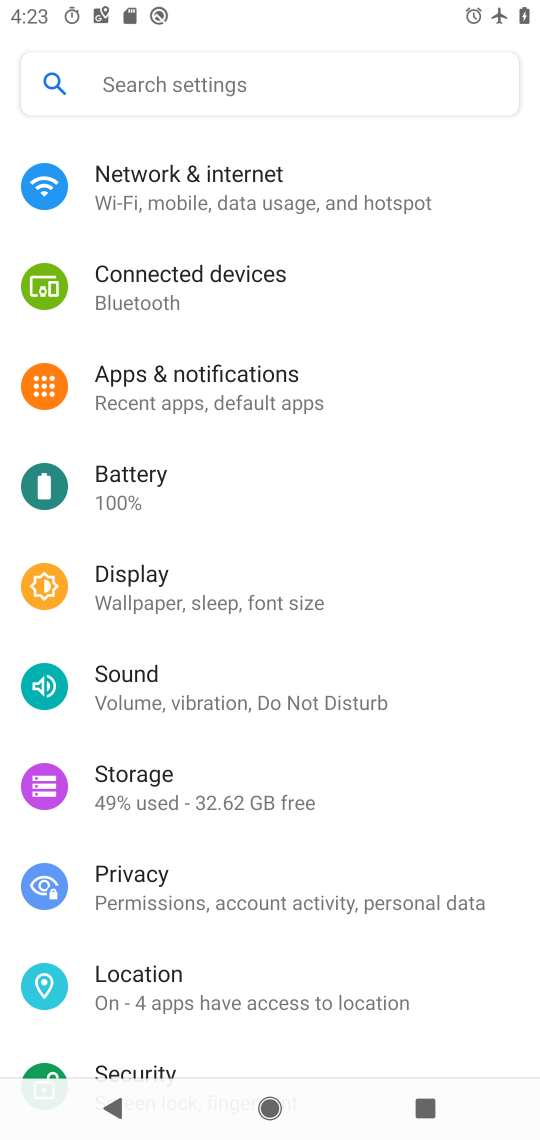 4:23
Search settings
Network & internet
Wi-Fi, mobile, data usage, and hotspot
Connected devices
Bluetooth
Apps & notifications
Recent apps, default apps
Battery
100%
Display
Wallpaper, sleep, font size
Sound
Volume, vibration, Do Not Disturb
Storage
49% used - 32.62 GB free
Privacy
Permissions, account activity, personal data
Location
On - 4 apps have access to location
Security
Screen lock, fingerprint